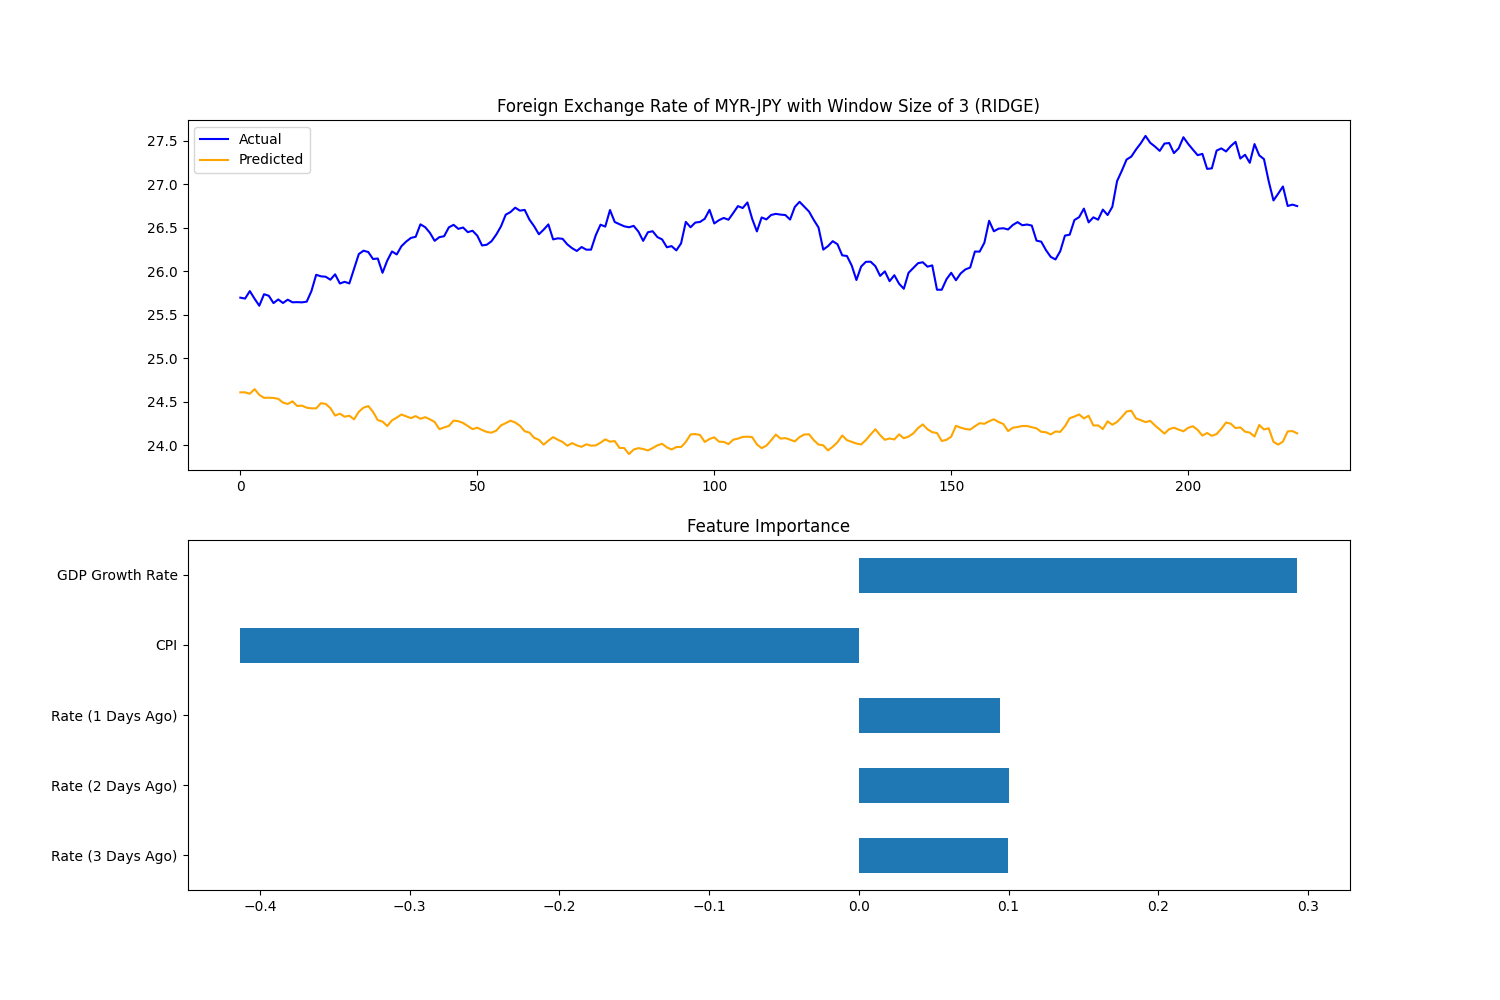 Foreign Exchange Rate of MYR-JPY with Window Size of 3 (RIDGE)
Actual
Predicted
27.5
27.0
26.5
26.0
25.5
25.0
24.5
24.0
0 50 100 150 200
Feature Importance
GDP Growth Rate
CPI
Rate (1 Days Ago)
Rate (2 Days Ago)
Rate (3 Days Ago)
−0.4 −0.3 −0.2 −0.1 0.0 0.1 0.2 0.3